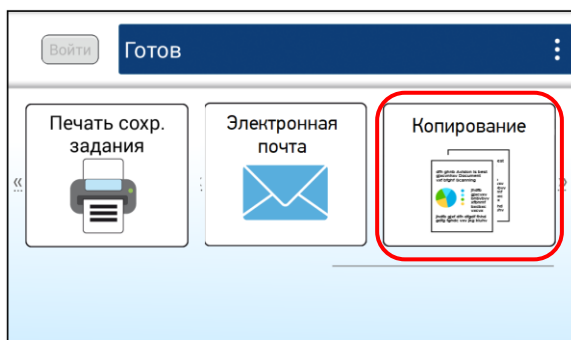 Войти
Готов
Печать сохр.
задания
Электронная
почта
Копирование